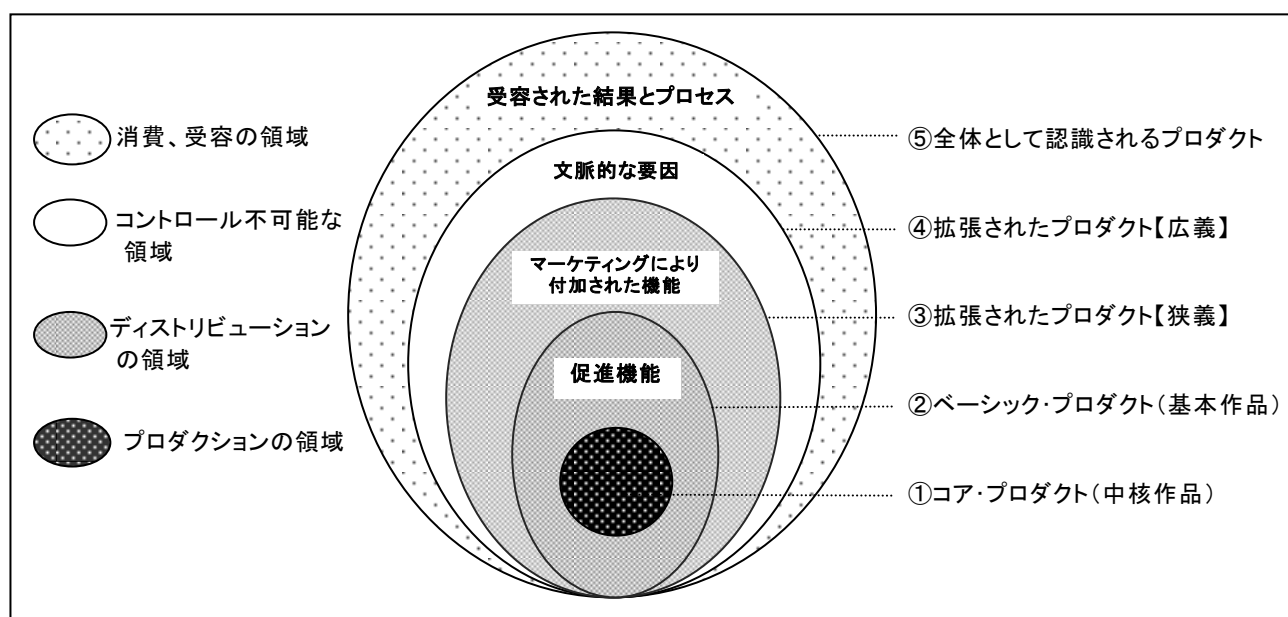 消費、受容の領域
コントロール不可能な
領域
ディストリビューション
の領域
プロダクションの領域
受容された結果とプロセス
文脈的な要因
マーケティングにより
付加された機能
促進機能
⑤全体として認識されるプロダクト
④拡張されたプロダクト【広義】
③拡張されたプロダクト【狭義】
②ベーシック・プロダクト(基本作品)
①コア・プロダクト(中核作品)